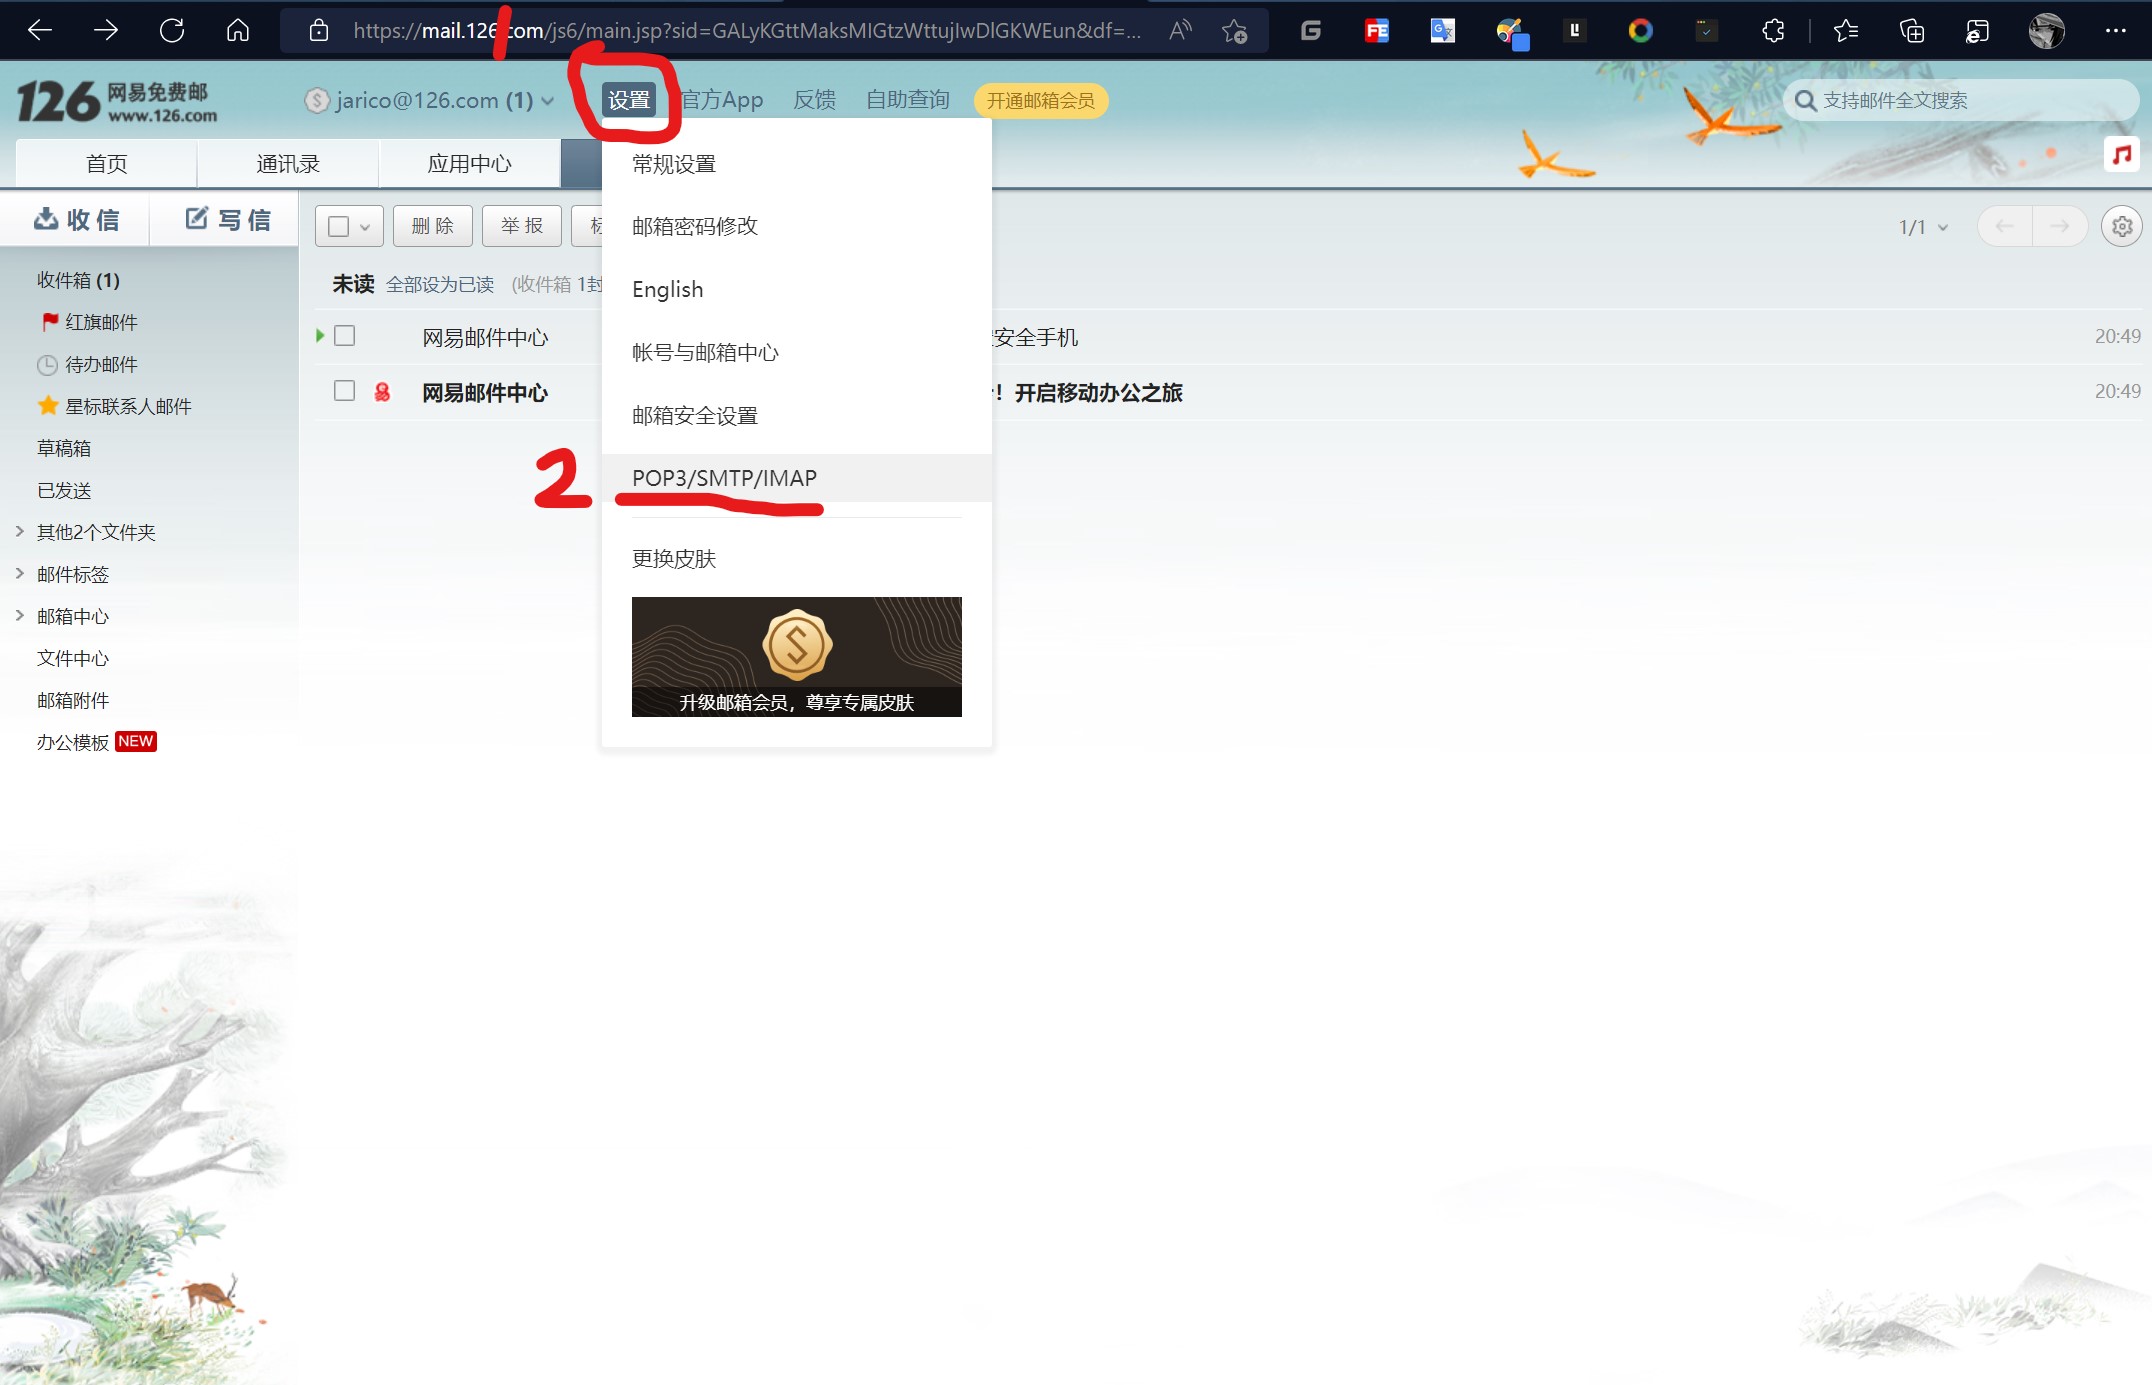 https://mail.126.com/js6/main.jsp?sid=GALyKGttMaksMIGtzWttujIwDlGKWEun&df=...
126 网易免费邮
www.126.com
jarico@126.com (1)
设置
官方App
反馈
自助查询
开通邮箱会员
支持邮件全文搜索
首页
通讯录
应用中心
收信
写信
删除
举报
1/1
常规设置
邮箱密码修改
English
帐号与邮箱中心
邮箱安全设置
POP3/SMTP/IMAP
更换皮肤
升级邮箱会员，尊享专属皮肤
1
2
收件箱 (1)
红旗邮件
待办邮件
星标联系人邮件
草稿箱
已发送
其他2个文件夹
邮件标签
邮箱中心
文件中心
邮箱附件
办公模板 NEW
未读 全部设为已读 (收件箱 1封
网易邮件中心 安全手机 20:49
网易邮件中心 ！开启移动办公之旅 20:49